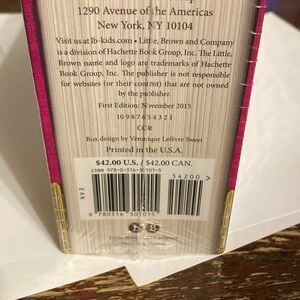 1290 Avenue of the Americas
New York, NY 10104
Visit us at lb-kids.com • Little, Brown and Company
is a division of Hachette Book Group, Inc. The Little,
Brown name and logo are trademarks of Hachette
Book Group, Inc. The publisher is not responsible
for websites (or their content) that are not owned
by the publisher.
First Edition: November 2015
10 9 8 7 6 5 4 3 2 1
Box design by Véronique Lefèvre Sweet
Printed in the U.S.A.
$42.00 U.S. / $42.00 CAN.
ISBN 978-0-316-30101-5
54200 >
EAN
9 780316 301015